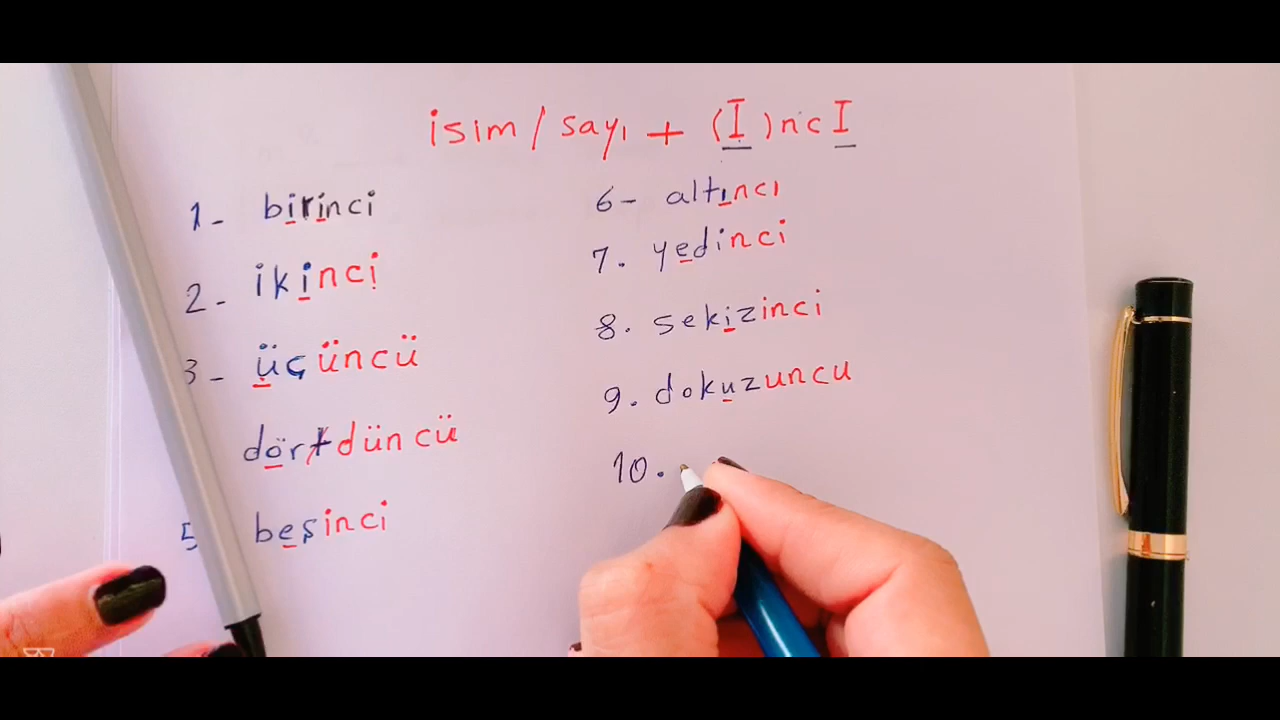 isim / sayı + (I)ncI
1- birinci
2- ikinci
3- üçüncü
dörtdüncü
5 beşinci
6- altıncı
7. yedinci
8. sekizinci
9. dokuzuncu
10.